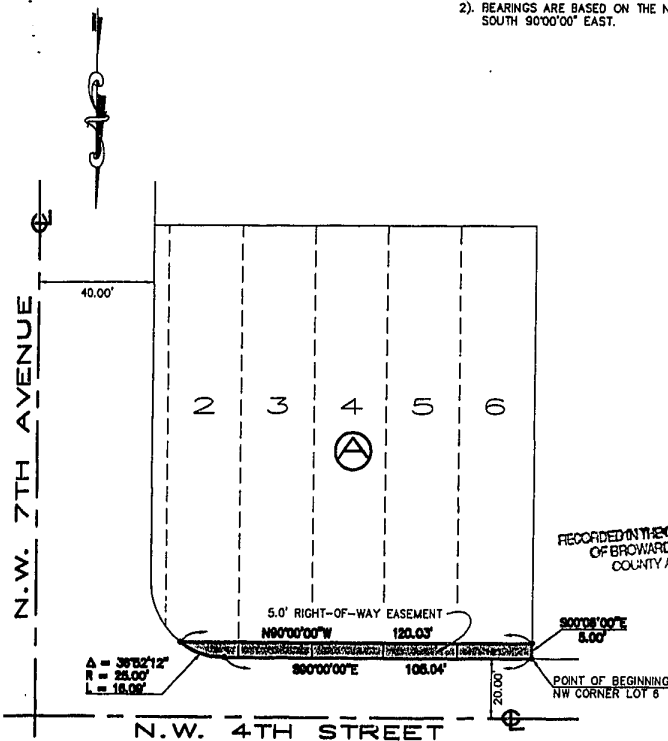 2). BEARINGS ARE BASED ON THE N
SOUTH 90°00'00" EAST.
40.00'
N.W. 7TH AVENUE
2 3 4 5 6
A
RECORDED IN THE
OF BROWARD
COUNTY
5.0' RIGHT-OF-WAY EASEMENT
N90°00'00"W 120.03'
S00°08'00"E
5.00'
Δ = 36°52'12"
R = 25.00'
L = 16.09'
S90°00'00"E 105.04'
20.00'
POINT OF BEGINNING
NW CORNER LOT 6
N.W. 4TH STREET